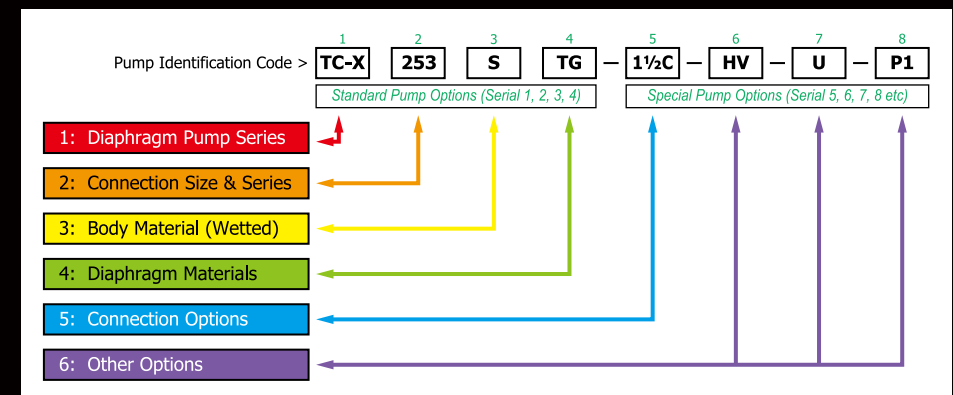 1 2 3 4 5 6 7 8
Pump Identification Code > TC-X 253 S TG – 1½C – HV – U – P1
Standard Pump Options (Serial 1, 2, 3, 4) Special Pump Options (Serial 5, 6, 7, 8 etc)
1: Diaphragm Pump Series
2: Connection Size & Series
3: Body Material (Wetted)
4: Diaphragm Materials
5: Connection Options
6: Other Options